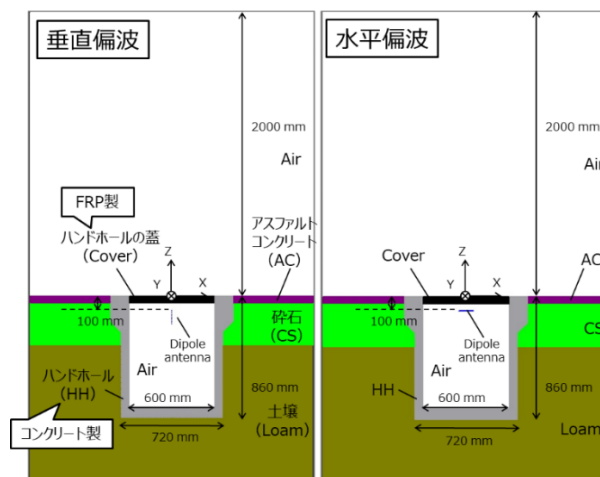 垂直偏波
2000 mm
Air
FRP製
ハンドホールの蓋
(Cover)
アスファルト
コンクリート
(AC)
Z
Y
X
100 mm
砕石
(CS)
Dipole
antenna
ハンドホール
(HH)
Air
860 mm
600 mm
土壌
(Loam)
コンクリート製
720 mm
水平偏波
2000 mm
Air
Cover
AC
Z
Y
X
100 mm
CS
Dipole
antenna
Air
HH
860 mm
600 mm
720 mm
Loam